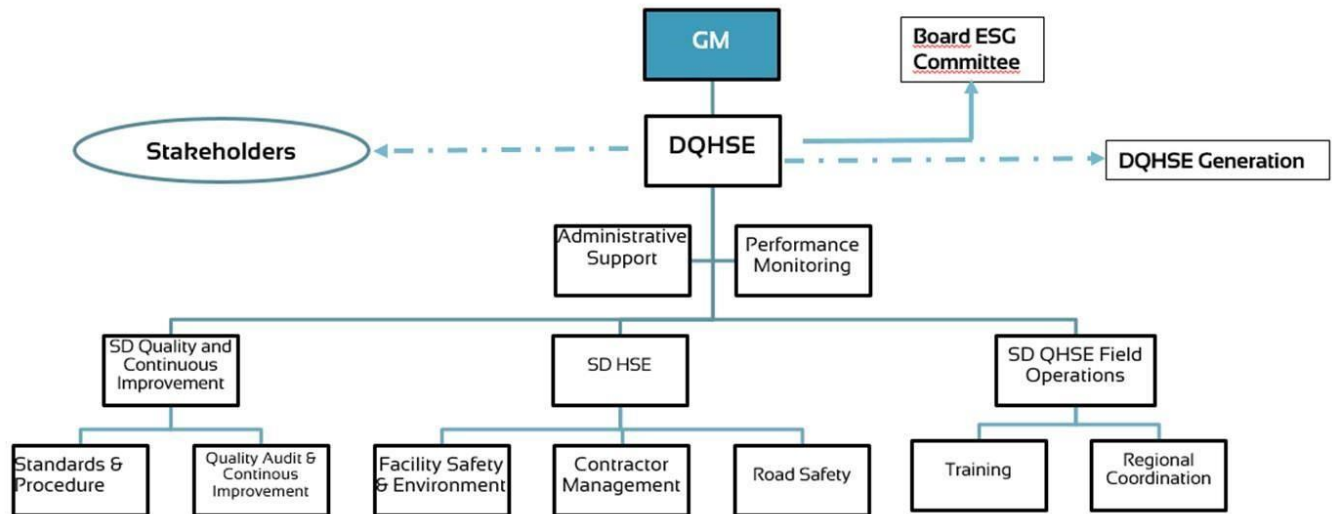 GM
Board ESG
Committee
Stakeholders
DQHSE
DQHSE Generation
Administrative
Support
Performance
Monitoring
SD Quality and
Continuous
Improvement
SD HSE
SD QHSE Field
Operations
Standards &
Procedure
Quality Audit &
Continous
Improvement
Facility Safety
& Environment
Contractor
Management
Road Safety
Training
Regional
Coordination